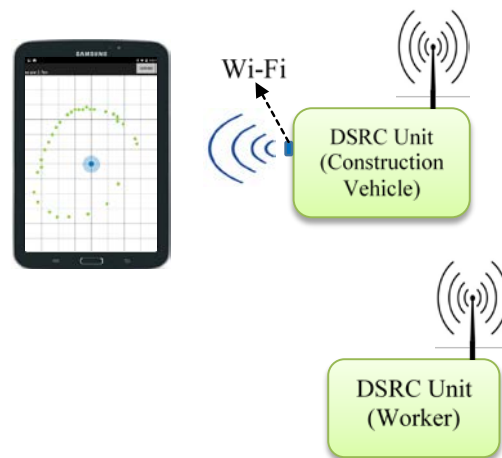 SAMSUNG
Wi-Fi
DSRC Unit
(Construction
Vehicle)
DSRC Unit
(Worker)